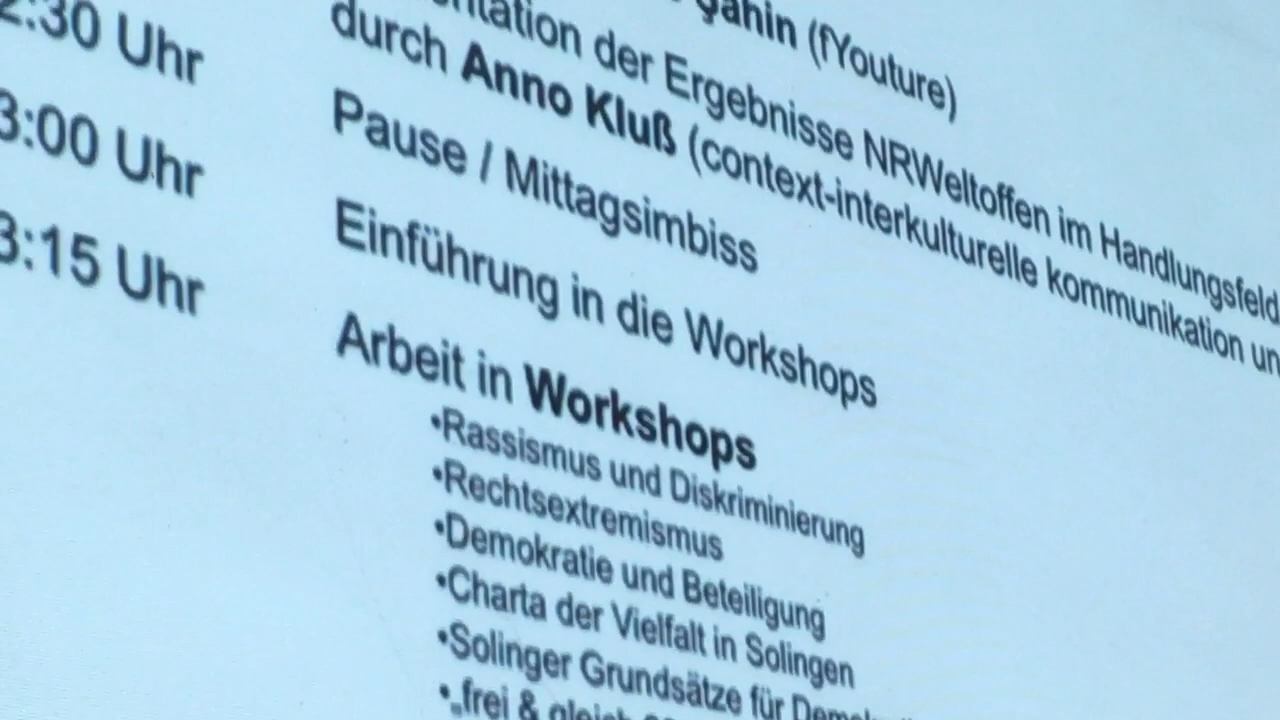 Şahin (fYouture)
der Ergebnisse NRWeltoffen im Handlungsfeld
durch Anno Kluß (context-interkulturelle kommunikation
2:30 Uhr Pause / Mittagsimbiss
3:00 Uhr Einführung in die Workshops
3:15 Uhr Arbeit in Workshops
•Rassismus und Diskriminierung
•Rechtsextremismus
•Demokratie und Beteiligung
•Charta der Vielfalt in Solingen
•Solinger Grundsätze für
•„frei &